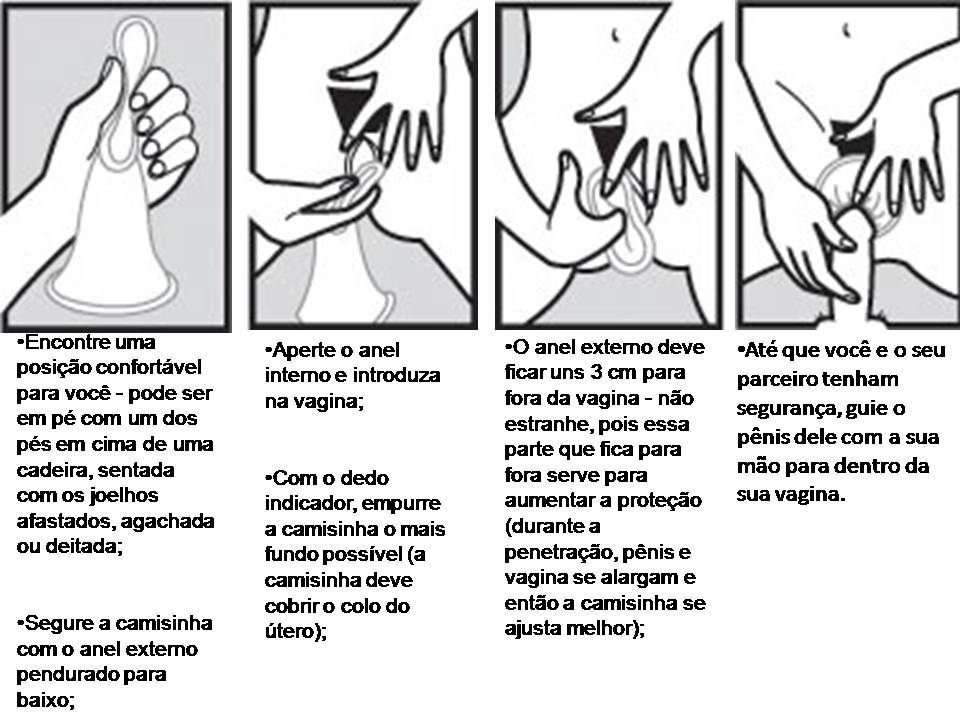 •Encontre uma
posição confortável
para você - pode ser
em pé com um dos
pés em cima de uma
cadeira, sentada
com os joelhos
afastados, agachada
ou deitada;
•Segure a camisinha
com o anel externo
pendurado para
baixo;
•Aperte o anel
interno e introduza
na vagina;
•Com o dedo
indicador, empurre
a camisinha o mais
fundo possível (a
camisinha deve
cobrir o colo do
útero);
•O anel externo deve
ficar uns 3 cm para
fora da vagina - não
estranhe, pois essa
parte que fica para
fora serve para
aumentar a proteção
(durante a
penetração, pênis e
vagina se alargam e
então a camisinha se
ajusta melhor);
•Até que você e o seu
parceiro tenham
segurança, guie o
pênis dele com a sua
mão para dentro da
sua vagina.